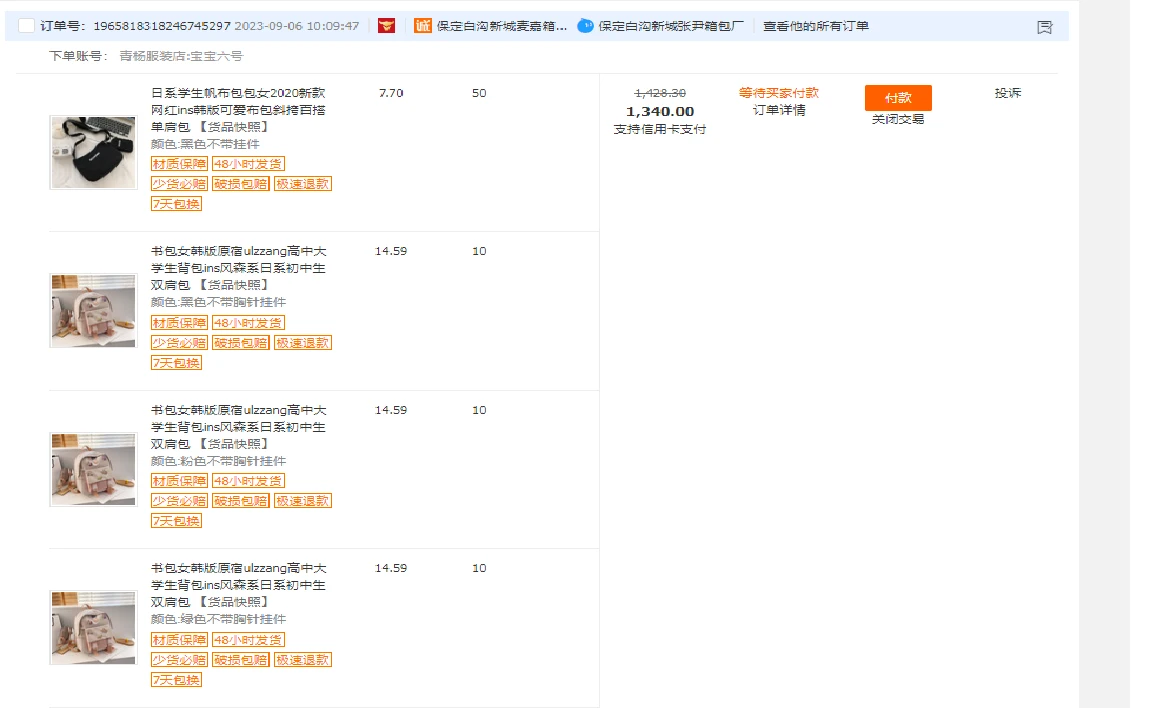 订单号： 1965818318246745297 2023-09-06 10:09:47 诚 保定白沟新城麦嘉箱... 保定白沟新城张尹箱包厂 查看他的所有订单
下单账号： 青杨服装店:宝宝六号
日系学生帆布包包女2020新款 7.70 50 1,428.30 等待买家付款 付款 投诉
网红ins韩版可爱布包斜挎百搭 1,340.00 订单详情
单肩包 【货品快照】 支持信用卡支付 关闭交易
颜色:黑色不带挂件
材质保障 48小时发货
少货必赔 破损包赔 极速退款
7天包换
书包女韩版原宿ulzzang高中大 14.59 10
学生背包ins风森系日系初中生
双肩包 【货品快照】
颜色:黑色不带胸针挂件
材质保障 48小时发货
少货必赔 破损包赔 极速退款
7天包换
书包女韩版原宿ulzzang高中大 14.59 10
学生背包ins风森系日系初中生
双肩包 【货品快照】
颜色:粉色不带胸针挂件
材质保障 48小时发货
少货必赔 破损包赔 极速退款
7天包换
书包女韩版原宿ulzzang高中大 14.59 10
学生背包ins风森系日系初中生
双肩包 【货品快照】
颜色:绿色不带胸针挂件
材质保障 48小时发货
少货必赔 破损包赔 极速退款
7天包换